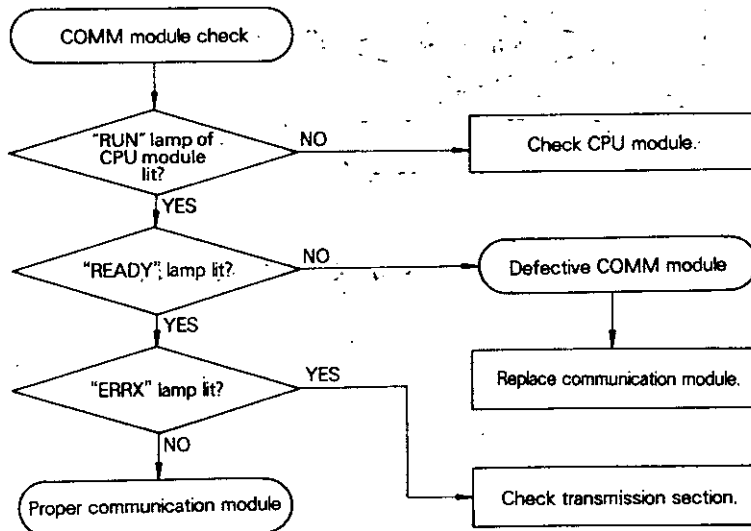 COMM module check
"RUN" lamp of
CPU module
lit?
NO
Check CPU module.
YES
"READY" lamp lit?
NO
Defective COMM module
YES
Replace communication module.
"ERRX" lamp lit?
YES
NO
Proper communication module
Check transmission section.